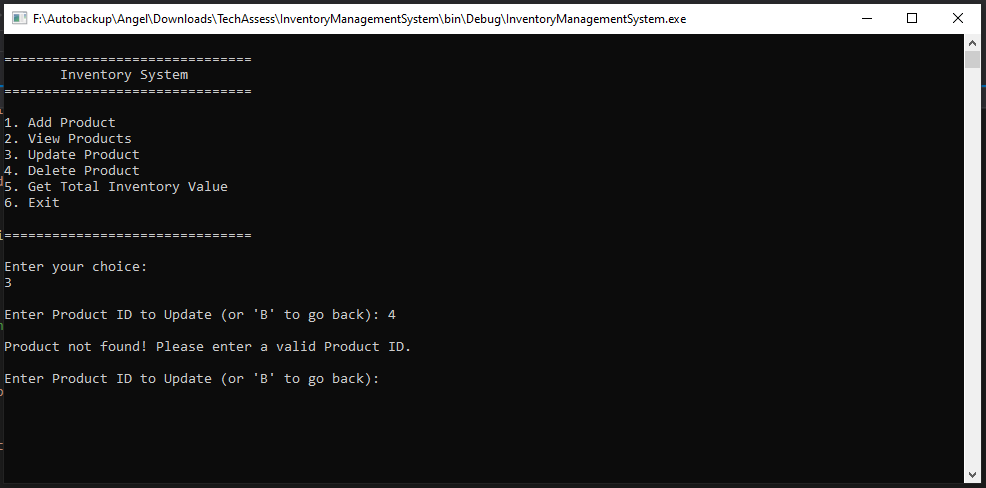 F:\Autobackup\Angel\Downloads\TechAssess\InventoryManagementSystem\bin\Debug\InventoryManagementSystem.exe
===============================
Inventory System
===============================
1. Add Product
2. View Products
3. Update Product
4. Delete Product
5. Get Total Inventory Value
6. Exit
===============================
Enter your choice:
3
Enter Product ID to Update (or 'B' to go back): 4
Product not found! Please enter a valid Product ID.
Enter Product ID to Update (or 'B' to go back):